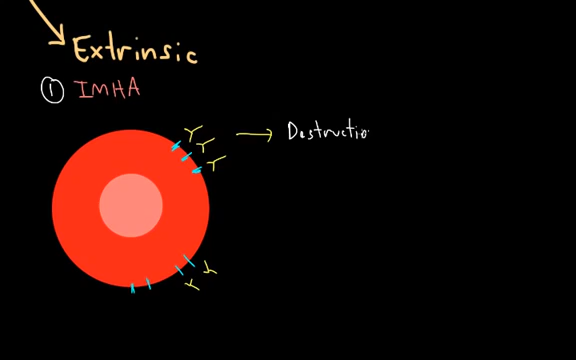 Extrinsic
① IMHA
Destructio